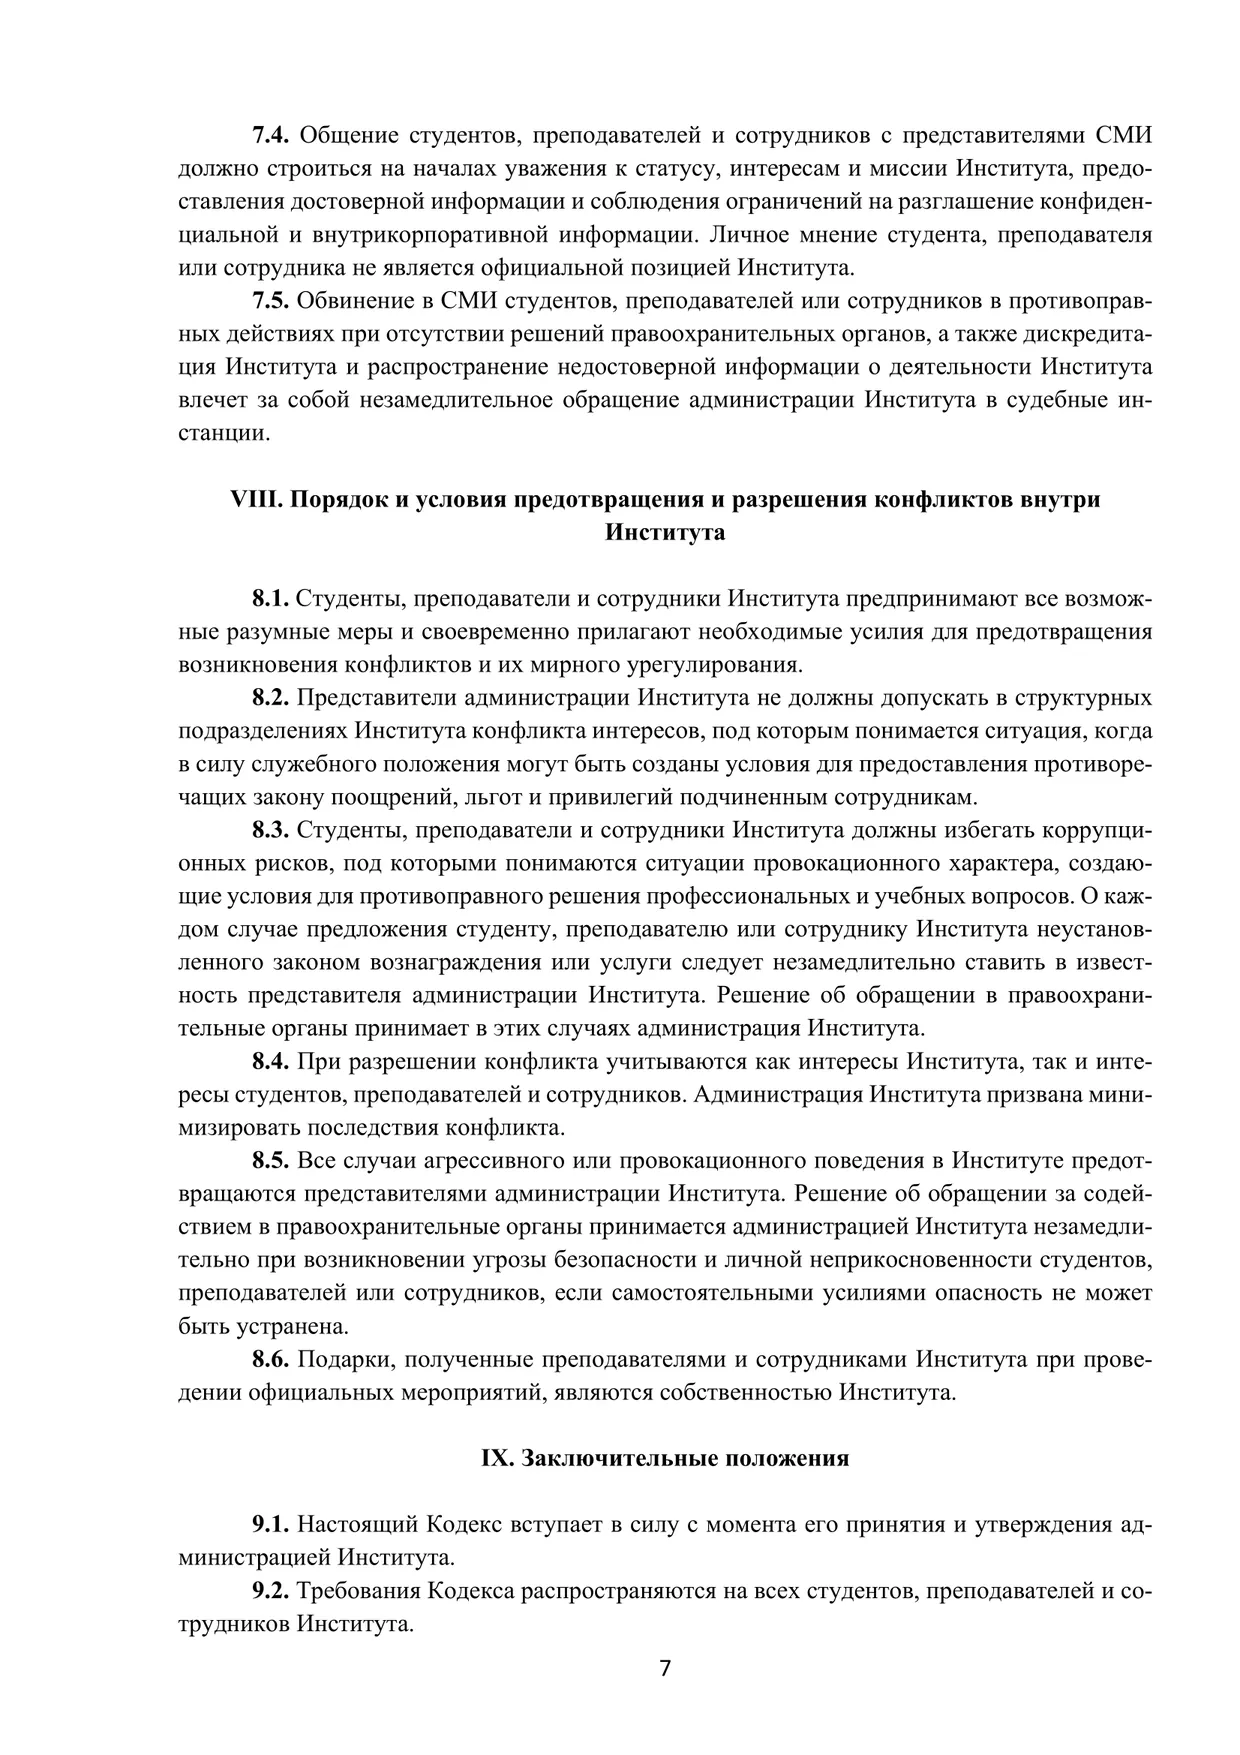 7.4. Общение студентов, преподавателей и сотрудников с представителями СМИ
должно строиться на началах уважения к статусу, интересам и миссии Института, предо-
ставления достоверной информации и соблюдения ограничений на разглашение конфиден-
циальной и внутрикорпоративной информации. Личное мнение студента, преподавателя
или сотрудника не является официальной позицией Института.
7.5. Обвинение в СМИ студентов, преподавателей или сотрудников в противоправ-
ных действиях при отсутствии решений правоохранительных органов, а также дискредита-
ция Института и распространение недостоверной информации о деятельности Института
влечет за собой незамедлительное обращение администрации Института в судебные ин-
станции.
VIII. Порядок и условия предотвращения и разрешения конфликтов внутри
Института
8.1. Студенты, преподаватели и сотрудники Института предпринимают все возмож-
ные разумные меры и своевременно прилагают необходимые усилия для предотвращения
возникновения конфликтов и их мирного урегулирования.
8.2. Представители администрации Института не должны допускать в структурных
подразделениях Института конфликта интересов, под которым понимается ситуация, когда
в силу служебного положения могут быть созданы условия для предоставления противоре-
чащих закону поощрений, льгот и привилегий подчиненным сотрудникам.
8.3. Студенты, преподаватели и сотрудники Института должны избегать коррупци-
онных рисков, под которыми понимаются ситуации провокационного характера, создаю-
щие условия для противоправного решения профессиональных и учебных вопросов. О каж-
дом случае предложения студенту, преподавателю или сотруднику Института неустанов-
ленного законом вознаграждения или услуги следует незамедлительно ставить в извест-
ность представителя администрации Института. Решение об обращении в правоохрани-
тельные органы принимает в этих случаях администрация Института.
8.4. При разрешении конфликта учитываются как интересы Института, так и инте-
ресы студентов, преподавателей и сотрудников. Администрация Института призвана мини-
мизировать последствия конфликта.
8.5. Все случаи агрессивного или провокационного поведения в Институте предот-
вращаются представителями администрации Института. Решение об обращении за содей-
ствием в правоохранительные органы принимается администрацией Института незамедли-
тельно при возникновении угрозы безопасности и личной неприкосновенности студентов,
преподавателей или сотрудников, если самостоятельными усилиями опасность не может
быть устранена.
8.6. Подарки, полученные преподавателями и сотрудниками Института при прове-
дении официальных мероприятий, являются собственностью Института.
IX. Заключительные положения
9.1. Настоящий Кодекс вступает в силу с момента его принятия и утверждения ад-
министрацией Института.
9.2. Требования Кодекса распространяются на всех студентов, преподавателей и со-
трудников Института.
7